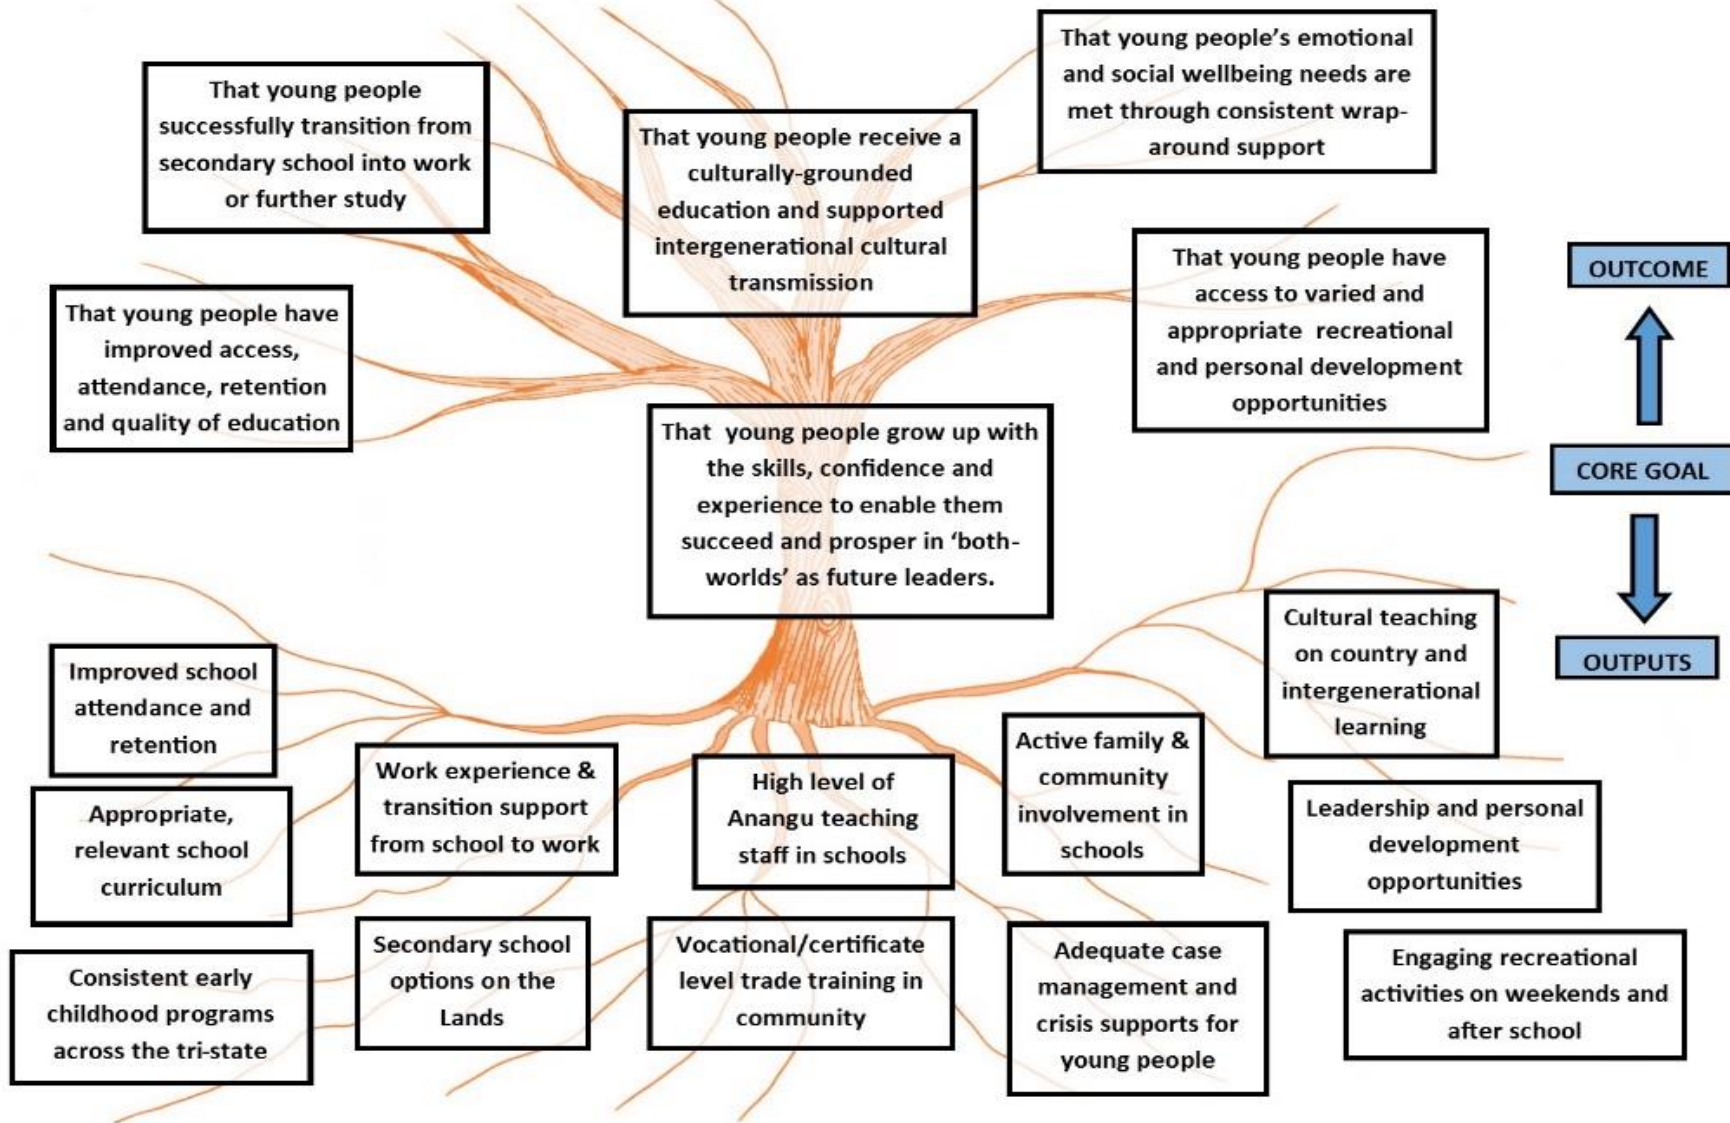 That young people
successfully transition from
secondary school into work
or further study
That young people receive a
culturally-grounded
education and supported
intergenerational cultural
transmission
That young people's emotional
and social wellbeing needs are
met through consistent wrap-
around support
That young people have
improved access,
attendance, retention
and quality of education
That young people have
access to varied and
appropriate recreational
and personal development
opportunities
OUTCOME
That young people grow up with
the skills, confidence and
experience to enable them
succeed and prosper in ‘both-
worlds’ as future leaders.
CORE GOAL
OUTPUTS
Improved school
attendance and
retention
Work experience &
transition support
from school to work
High level of
Anangu teaching
staff in schools
Active family &
community
involvement in
schools
Cultural teaching
on country and
intergenerational
learning
Appropriate,
relevant school
curriculum
Leadership and personal
development
opportunities
Consistent early
childhood programs
across the tri-state
Secondary school
options on the
Lands
Vocational/certificate
level trade training in
community
Adequate case
management and
crisis supports for
young people
Engaging recreational
activities on weekends and
after school